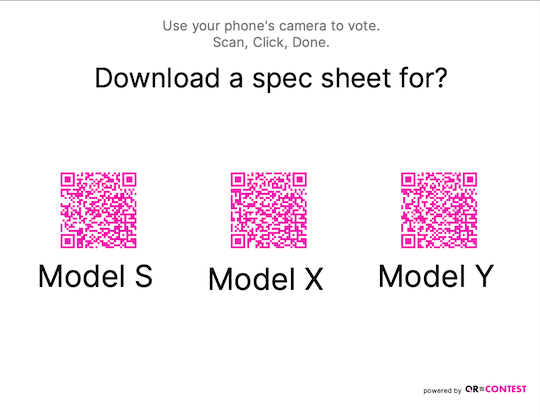 Use your phone's camera to vote.
Scan, Click, Done.
Download a spec sheet for?
Model S
Model X
Model Y
powered by QR≡CONTEST